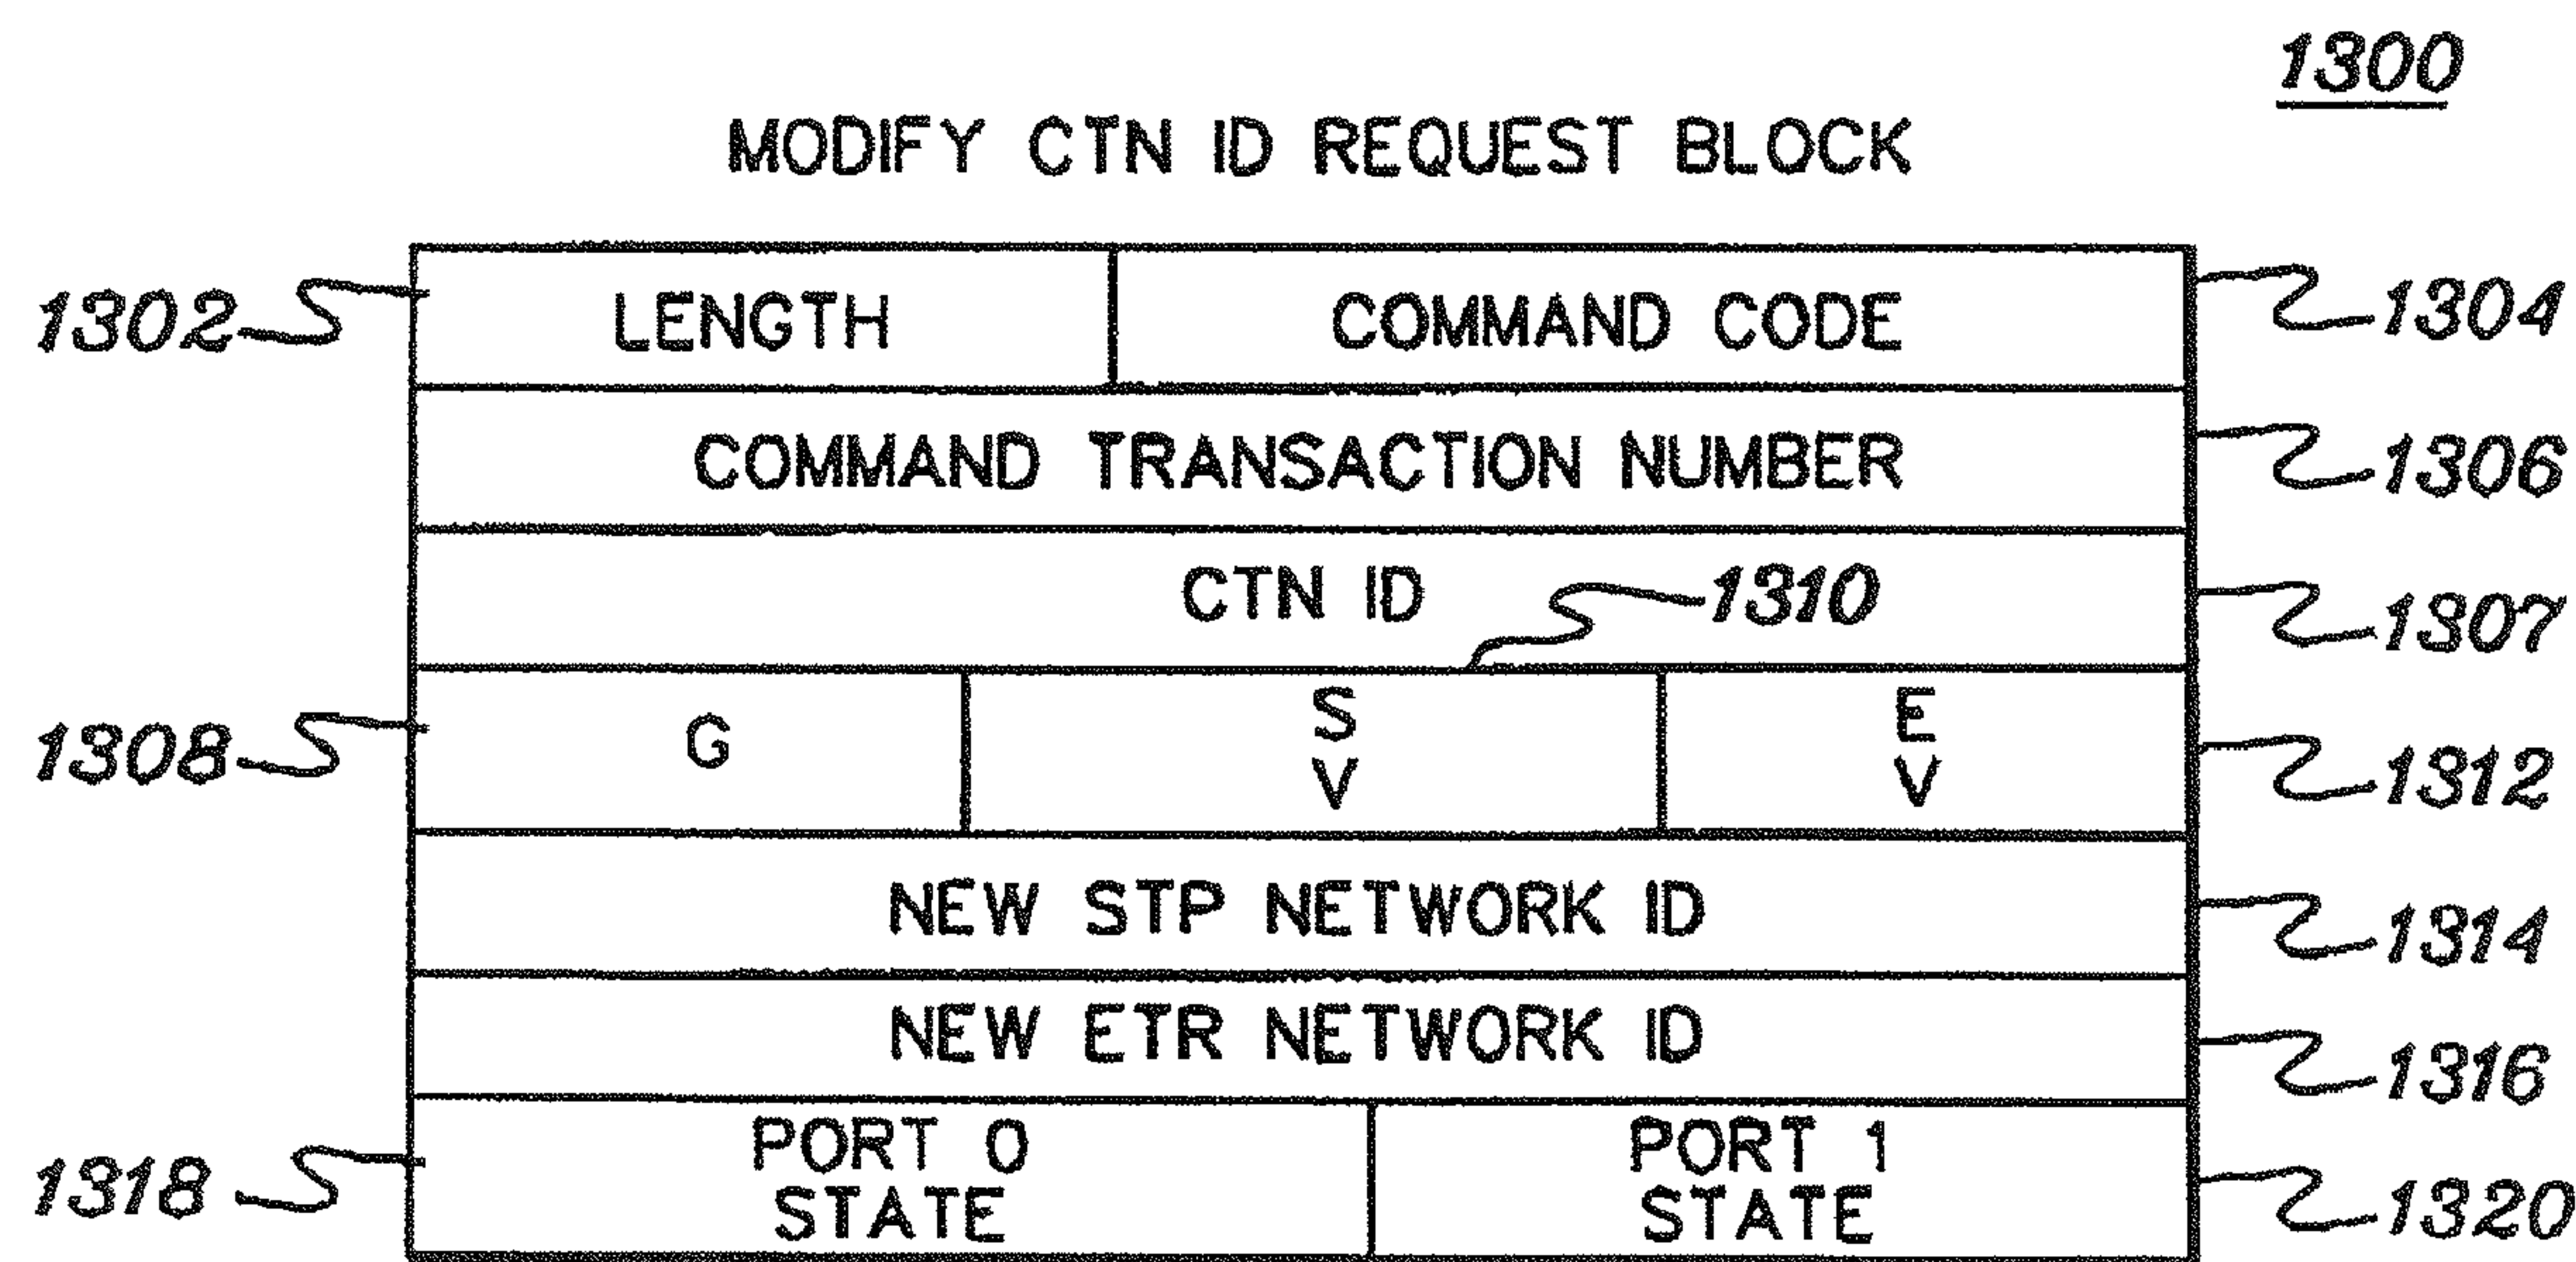 1300
MODIFY CTN ID REQUEST BLOCK
1302 LENGTH COMMAND CODE 1304
COMMAND TRANSACTION NUMBER 1306
CTN ID 1310 1307
1308 G S V E V 1312
NEW STP NETWORK ID 1314
NEW ETR NETWORK ID 1316
1318 PORT 0 STATE PORT 1 STATE 1320